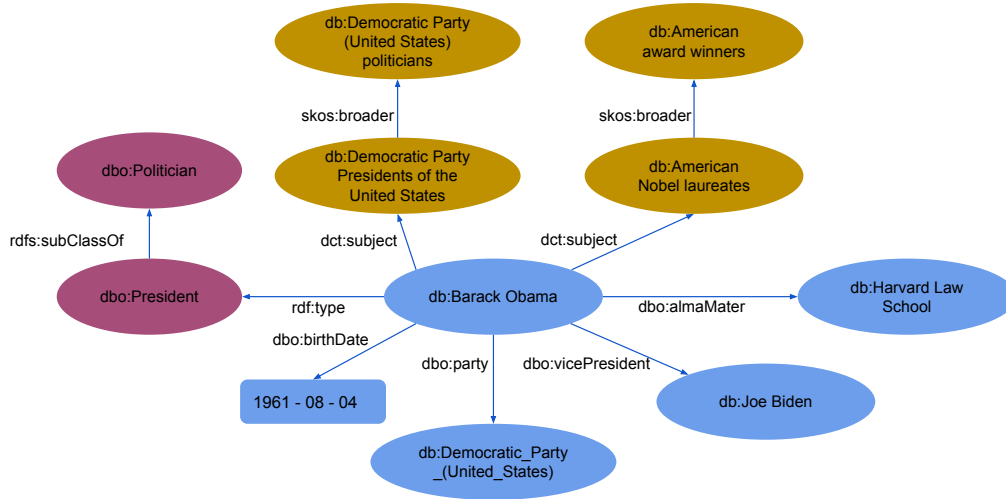 db:Democratic Party
(United States)
politicians
db:American
award winners
skos:broader
skos:broader
dbo:Politician
db:Democratic Party
Presidents of the
United States
db:American
Nobel laureates
rdfs:subClassOf
dct:subject
dct:subject
dbo:President
rdf:type
db:Barack Obama
dbo:almaMater
db:Harvard Law
School
dbo:birthDate
dbo:party
dbo:vicePresident
1961 - 08 - 04
db:Joe Biden
db:Democratic_Party
_(United_States)